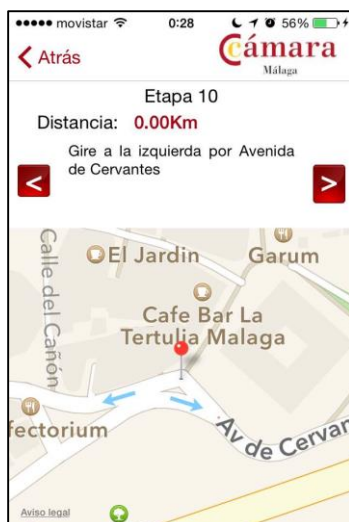 movistar 0:28 56%
Atrás
Cámara
Málaga
Etapa 10
Distancia: 0.00Km
Gire a la izquierda por Avenida
de Cervantes
< >
Calle del Cañón
El Jardin
Garum
Cafe Bar La
Tertulia Malaga
fectorium
Av de Cervan
Aviso legal